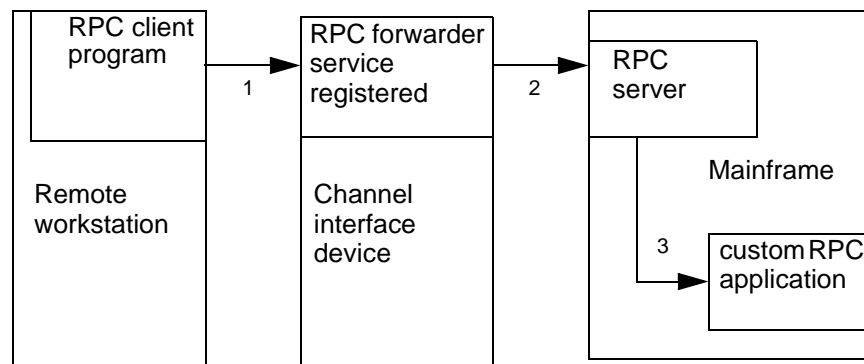 RPC client
program
1
RPC forwarder
service
registered
2
RPC
server
Mainframe
Remote
workstation
Channel
interface
device
3
custom RPC
application